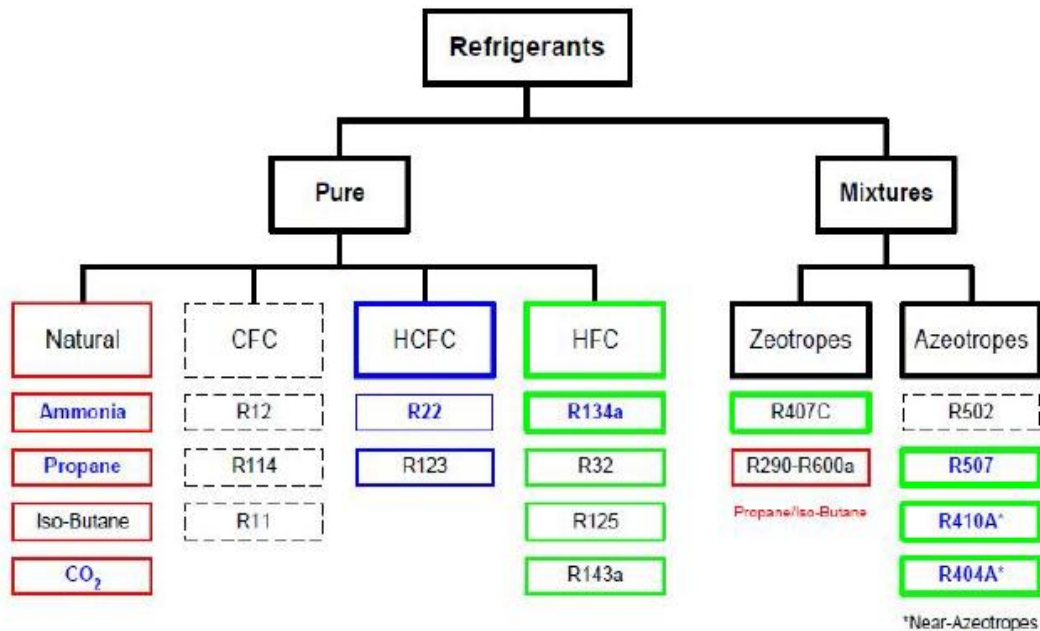 Refrigerants
Pure
Mixtures
Natural
CFC
HCFC
HFC
Zeotropes
Azeotropes
Ammonia
R12
R22
R134a
R407C
R502
Propane
R114
R123
R32
R290-R600a
R507
Iso-Butane
R11
R125
Propane/Iso-Butane
R410A*
CO₂
R143a
R404A*
*Near-Azeotropes